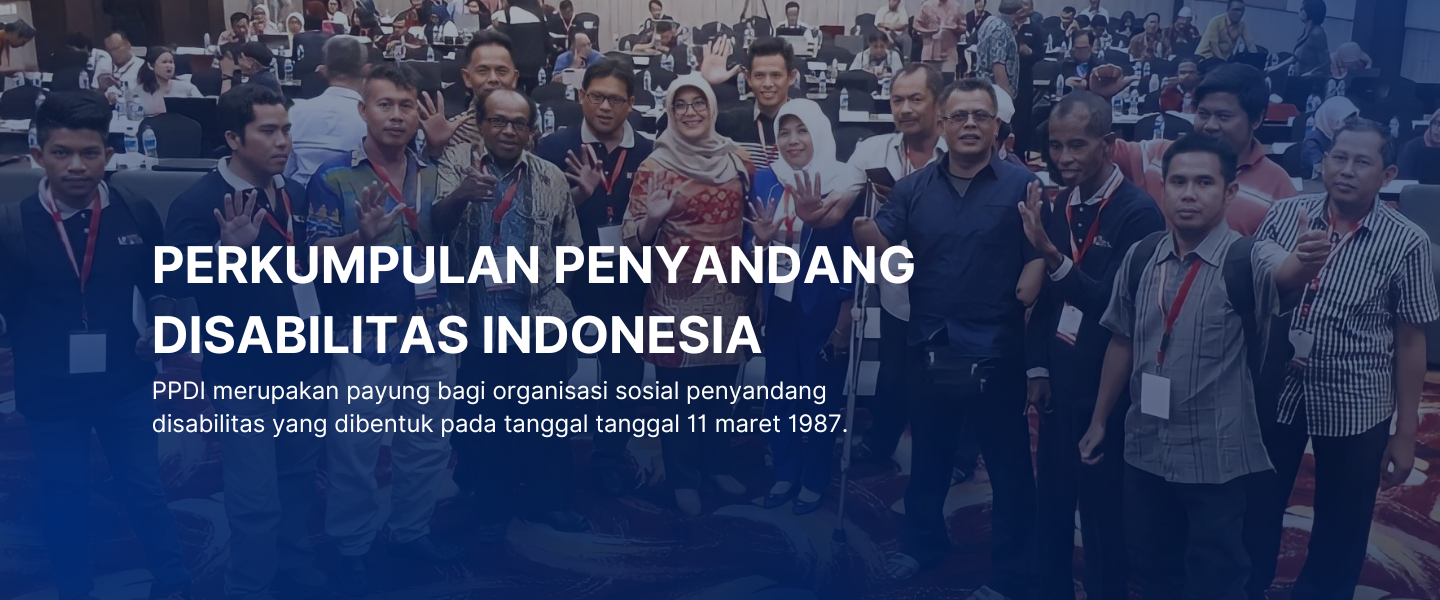 PERKUMPULAN PENYANDANG
DISABILITAS INDONESIA
PPDI merupakan payung bagi organisasi sosial penyandang
disabilitas yang dibentuk pada tanggal tanggal 11 maret 1987.